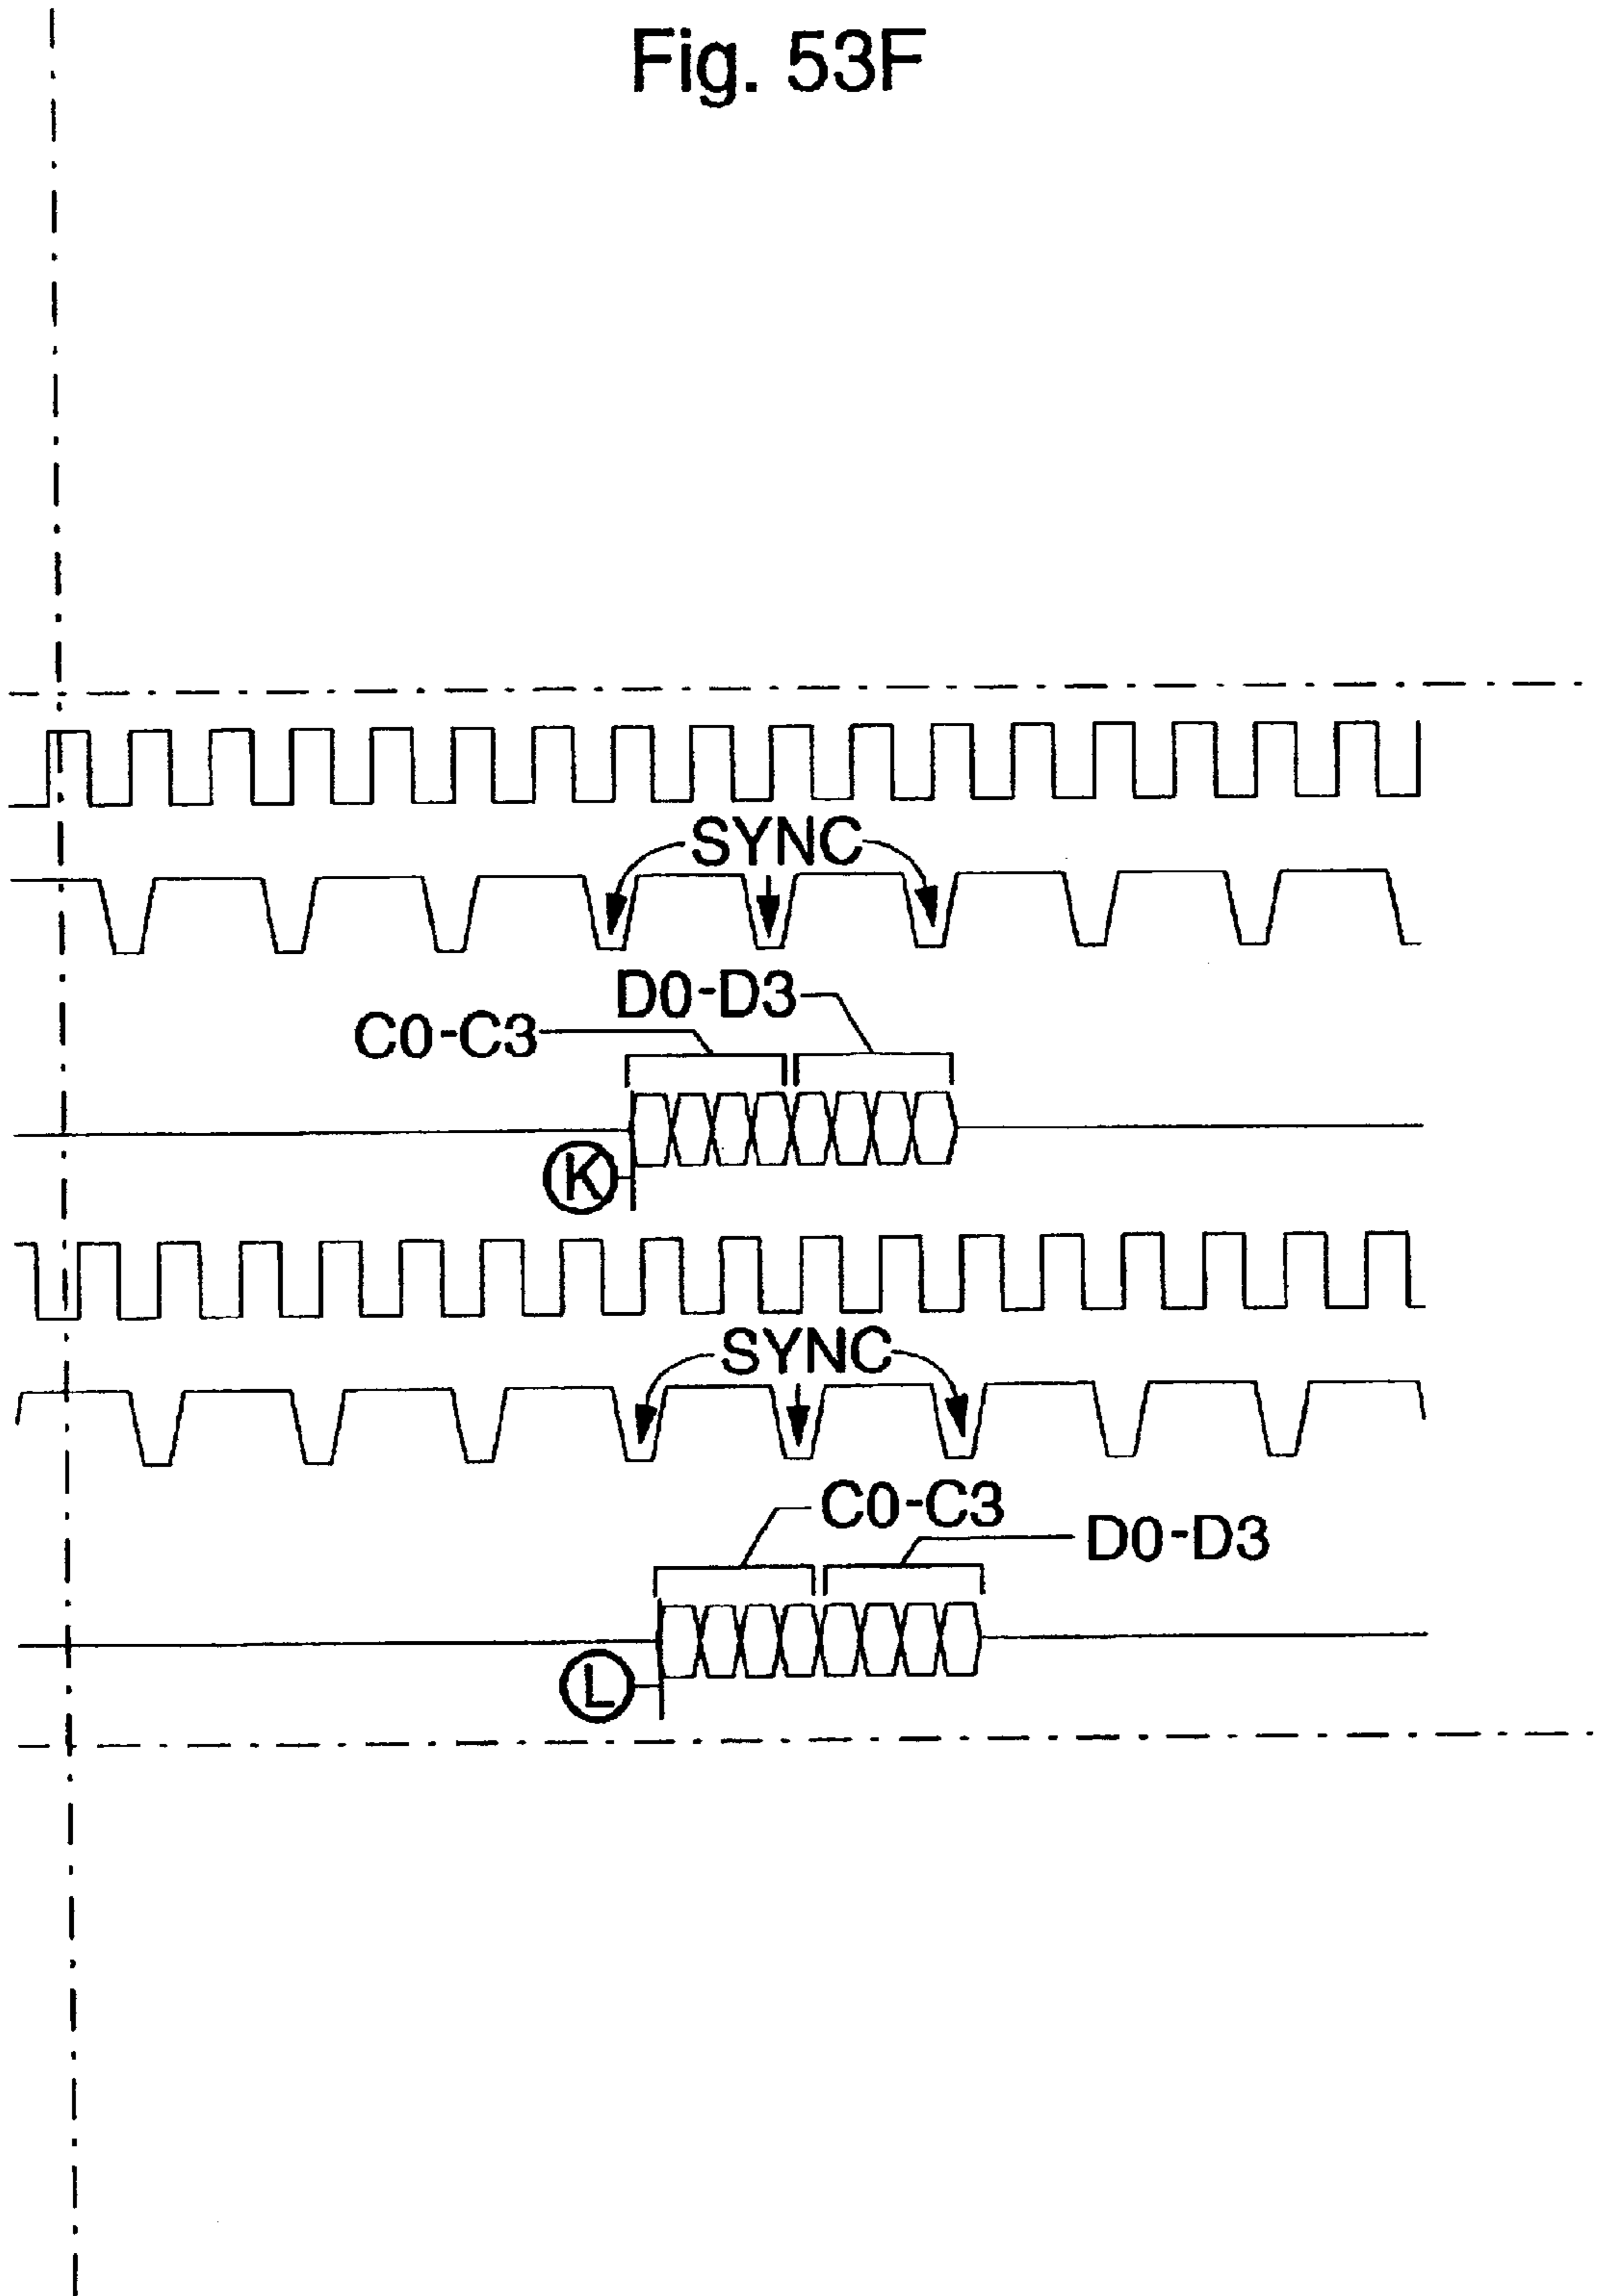 Fig. 53F
SYNC
D0-D3
C0-C3
K
SYNC
C0-C3
D0-D3
L